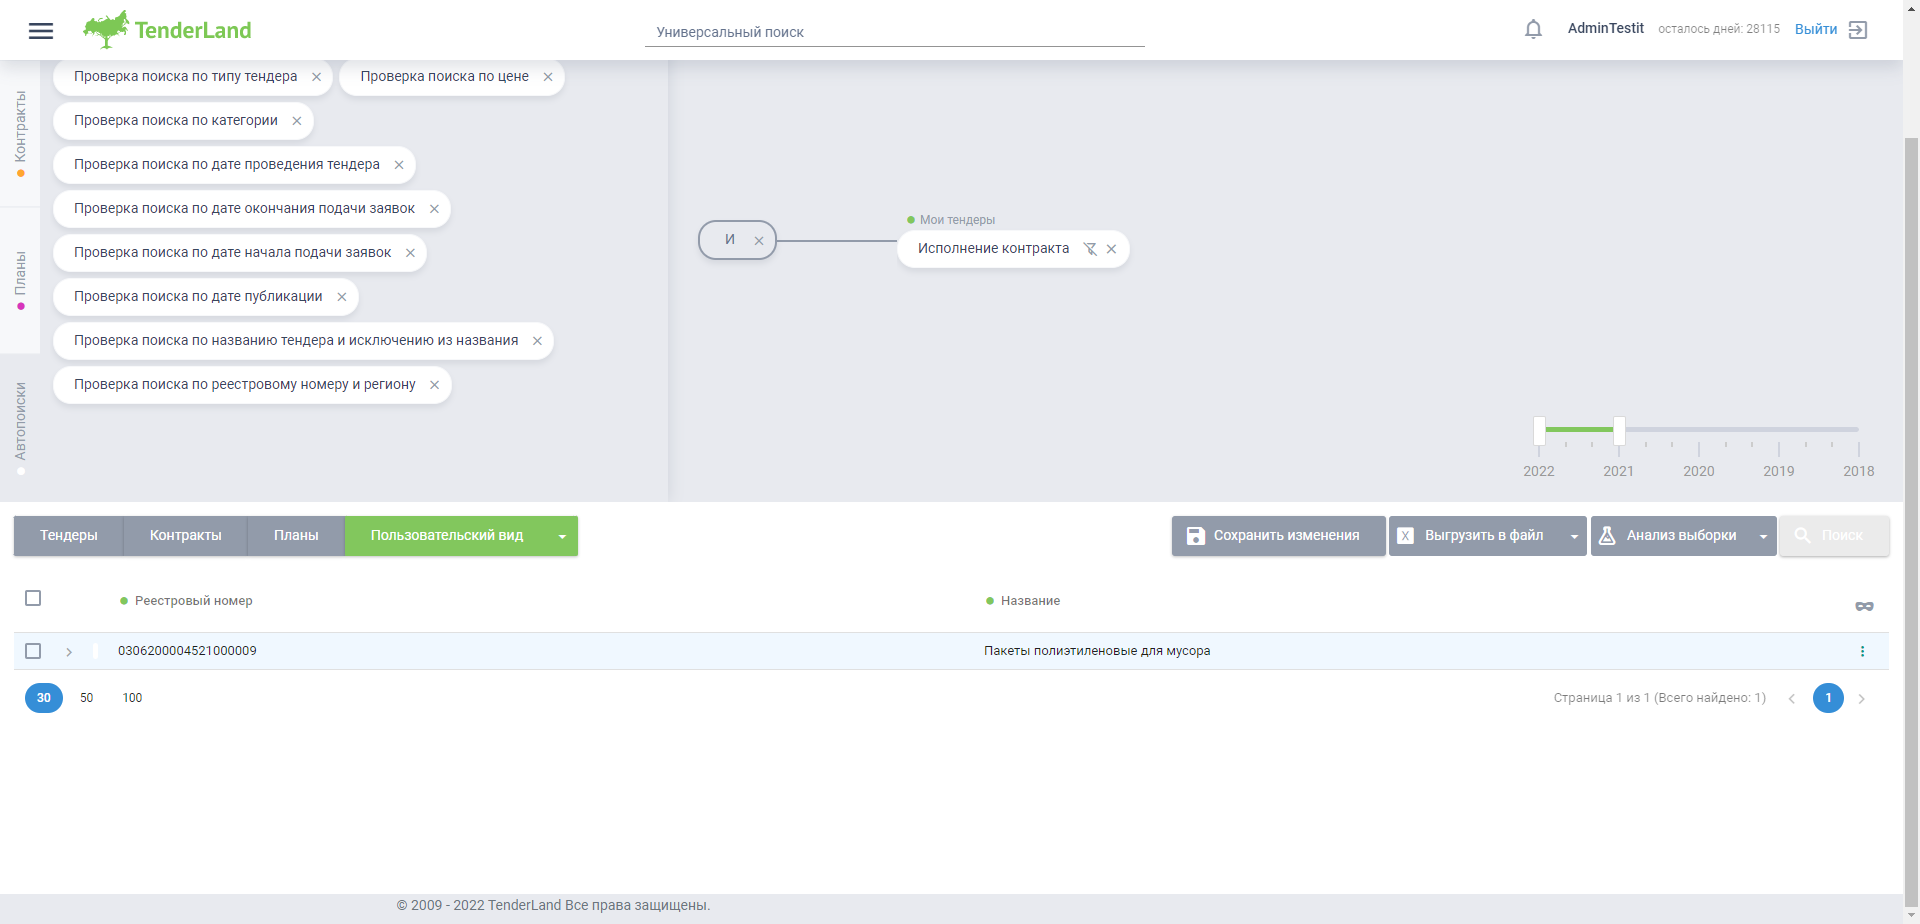 TenderLand
Универсальный поиск
AdminTestit
осталось дней: 28115
Выйти
Контракты
Планы
Автопоиски
Проверка поиска по типу тендера
Проверка поиска по цене
Проверка поиска по категории
Проверка поиска по дате проведения тендера
Проверка поиска по дате окончания подачи заявок
Проверка поиска по дате начала подачи заявок
Проверка поиска по дате публикации
Проверка поиска по названию тендера и исключению из названия
Проверка поиска по реестровому номеру и региону
И
Мои тендеры
Исполнение контракта
2022 2021 2020 2019 2018
Тендеры Контракты Планы Пользовательский вид
Сохранить изменения
X Выгрузить в файл
Анализ выборки
Поиск
Реестровый номер Название
0306200004521000009 Пакеты полиэтиленовые для мусора
30 50 100
Страница 1 из 1 (Всего найдено: 1) 1
© 2009 - 2022 TenderLand Все права защищены.